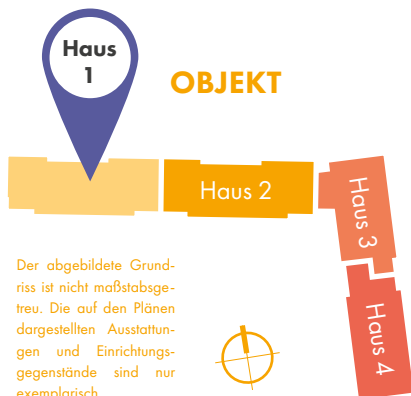 Haus
1
OBJEKT
Haus 2
Haus 3
Haus 4
Der abgebildete Grund-
riss ist nicht maßstabsge-
treu. Die auf den Plänen
dargestellten Ausstattun-
gen und Einrichtungs-
gegenstände sind nur
exemplarisch